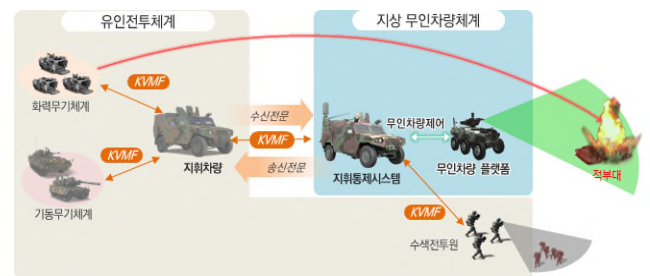 유인전투체계
지상 무인차량체계
KVMF
화력무기체계
수신전문
무인차량제어
KVMF
KVMF
지휘차량
송신전문
지휘통제시스템
무인차량 플랫폼
적부대
기동무기체계
KVMF
수색전투원